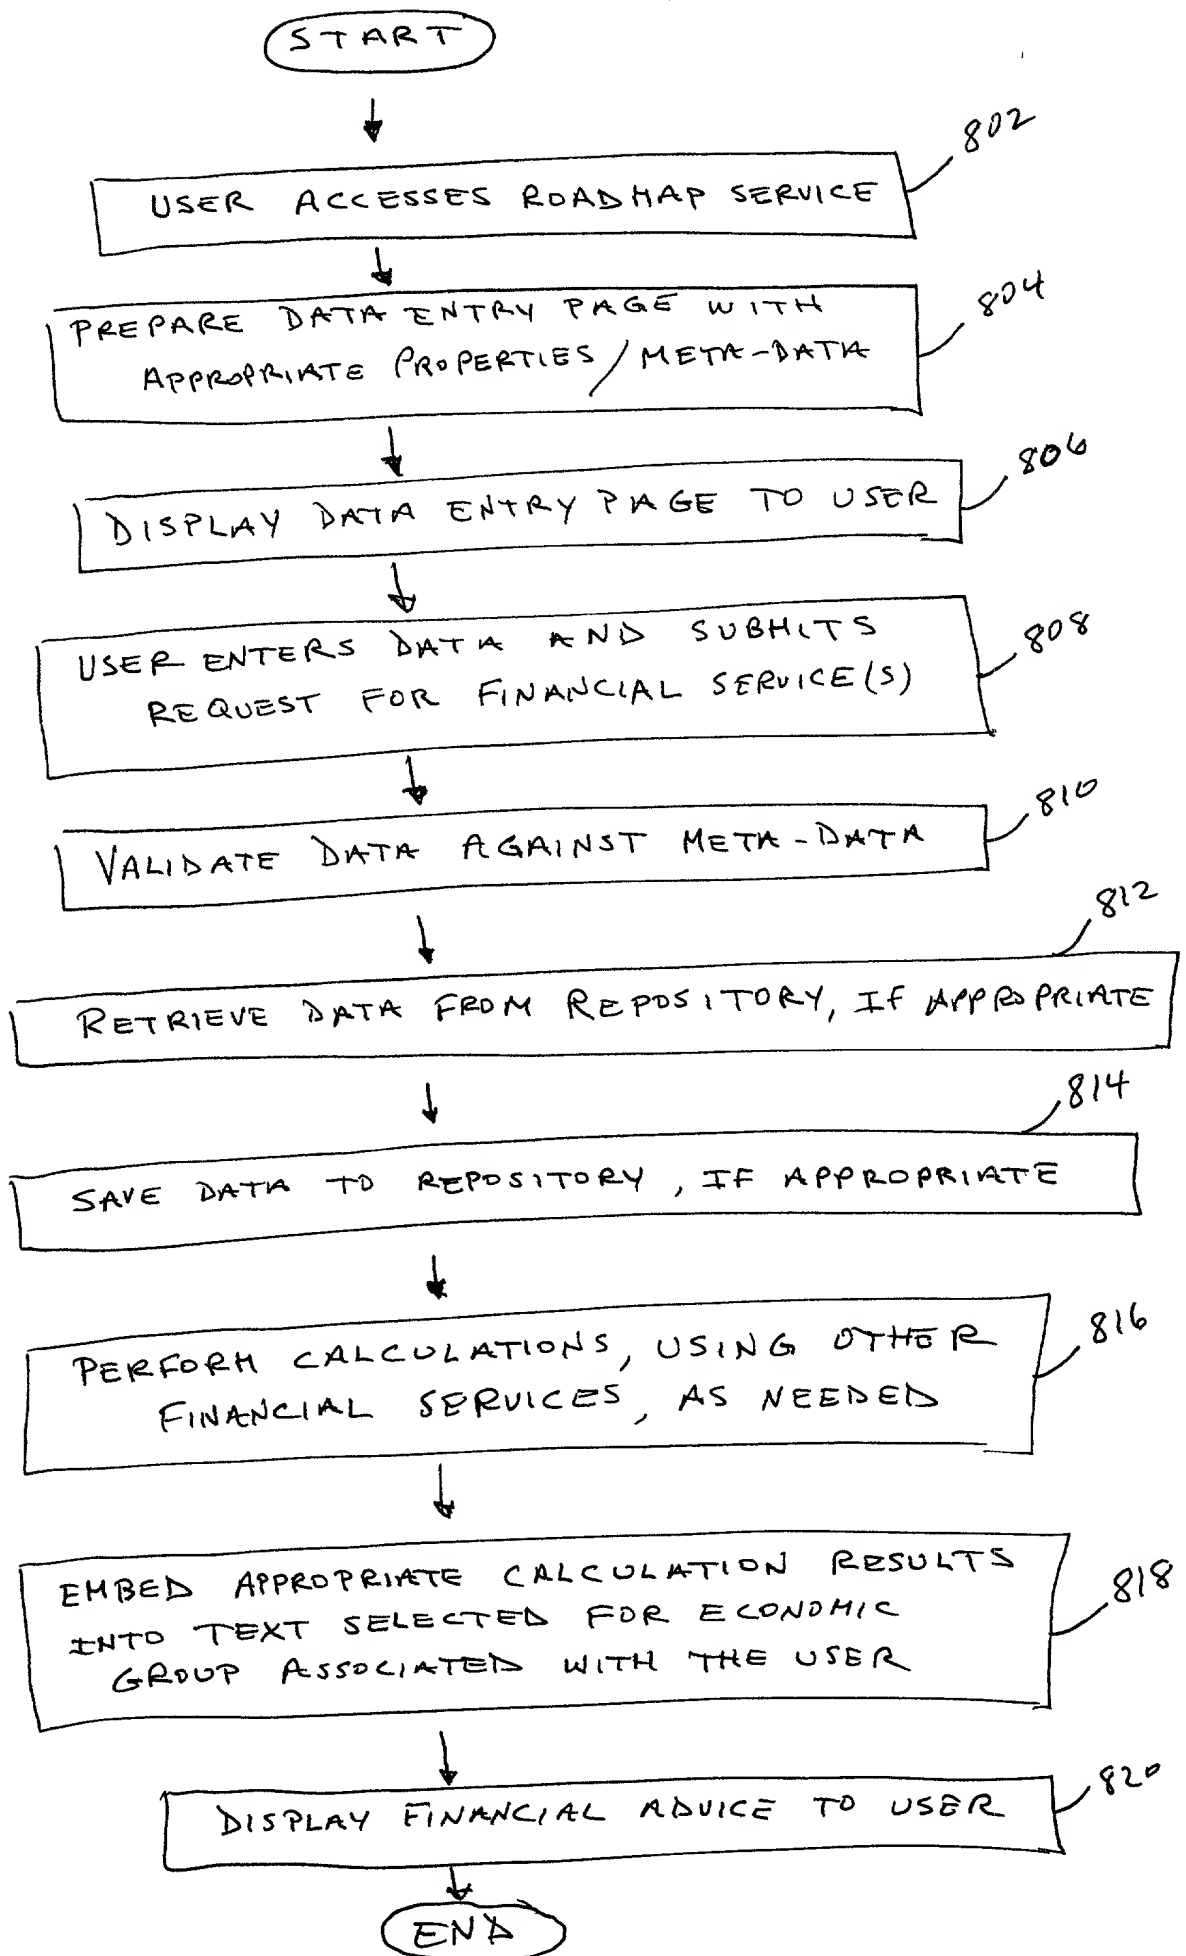 START
802
USER ACCESSES ROADMAP SERVICE
804
PREPARE DATA ENTRY PAGE WITH
APPROPRIATE PROPERTIES/META-DATA
806
DISPLAY DATA ENTRY PAGE TO USER
808
USER ENTERS DATA AND SUBMITS
REQUEST FOR FINANCIAL SERVICE(S)
810
VALIDATE DATA AGAINST META-DATA
812
RETRIEVE DATA FROM REPOSITORY, IF APPROPRIATE
814
SAVE DATA TO REPOSITORY, IF APPROPRIATE
816
PERFORM CALCULATIONS, USING OTHER
FINANCIAL SERVICES, AS NEEDED
818
EMBED APPROPRIATE CALCULATION RESULTS
INTO TEXT SELECTED FOR ECONOMIC
GROUP ASSOCIATED WITH THE USER
820
DISPLAY FINANCIAL ADVICE TO USER
END